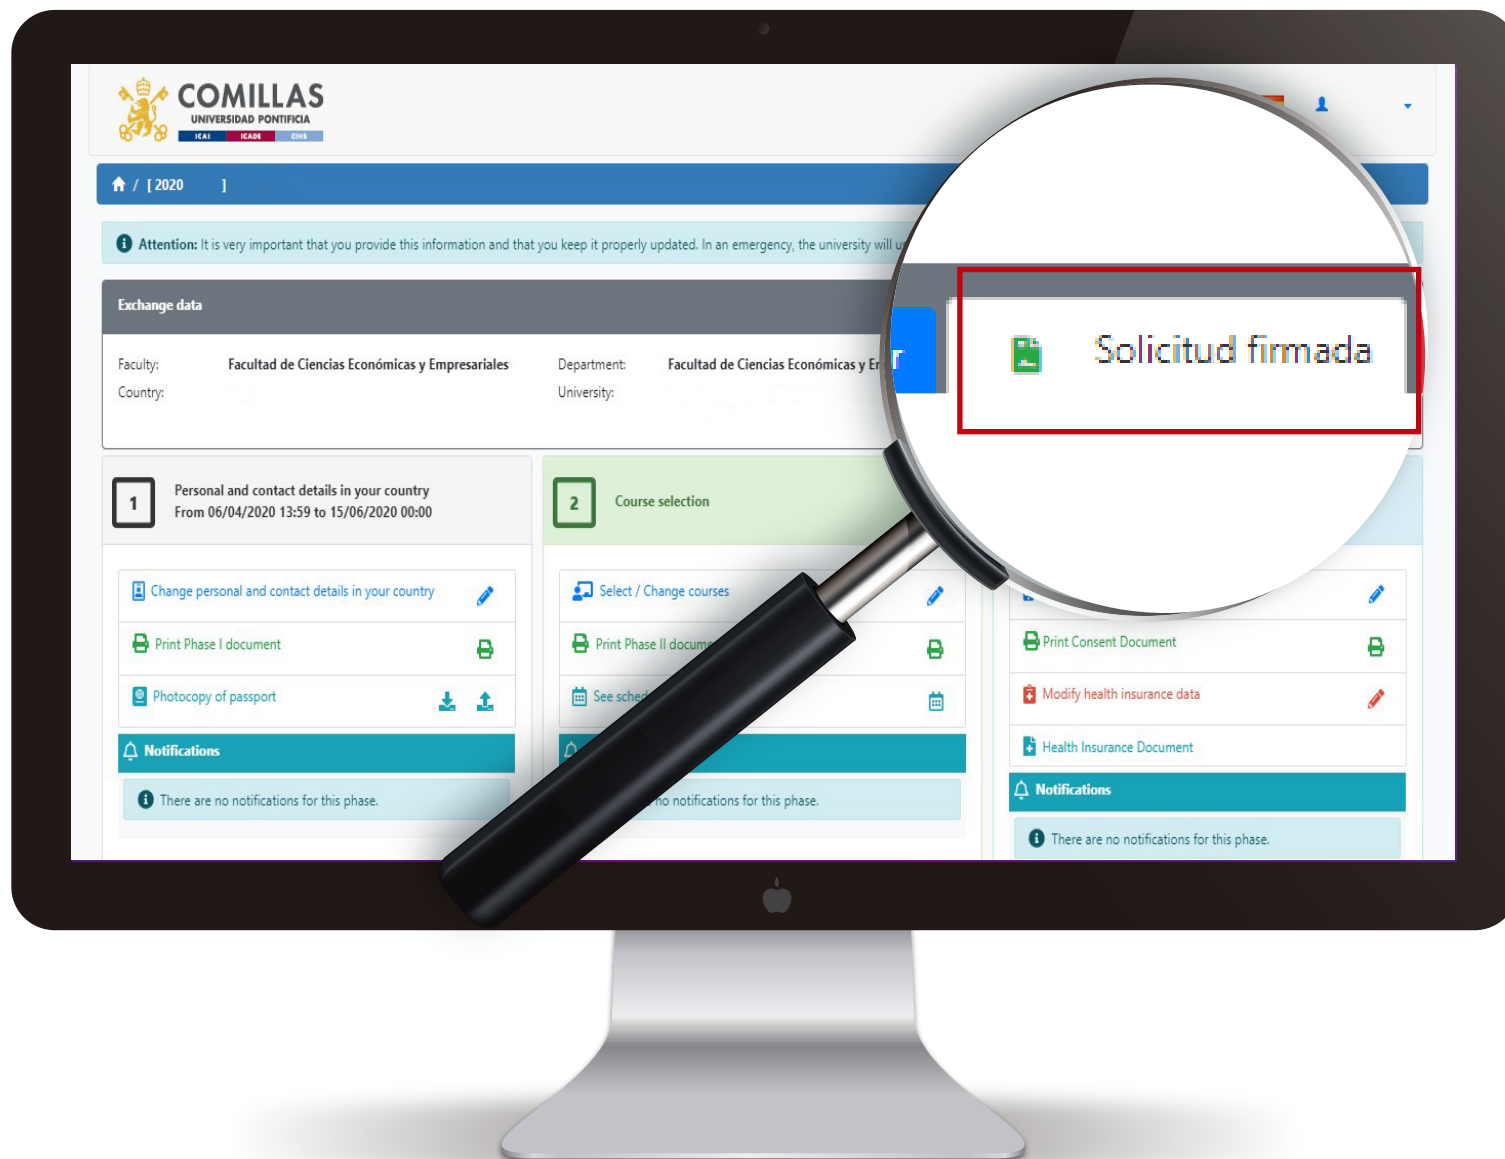 COMILLAS
UNIVERSIDAD PONTIFICIA
ICAI ICADE CIHS
/ [ 2020 ]
Attention: It is very important that you provide this information and that you keep it properly updated. In an emergency, the university will
Exchange data
Faculty: Facultad de Ciencias Económicas y Empresariales
Department: Facultad de Ciencias Económicas y
Country:
University:
Solicitud firmada
1
Personal and contact details in your country
From 06/04/2020 13:59 to 15/06/2020 00:00
Change personal and contact details in your country
Print Phase I document
Photocopy of passport
Notifications
There are no notifications for this phase.
2
Course selection
Select / Change courses
Print Phase II
See
no notifications for this phase.
Print Consent Document
Modify health insurance data
Health Insurance Document
Notifications
There are no notifications for this phase.